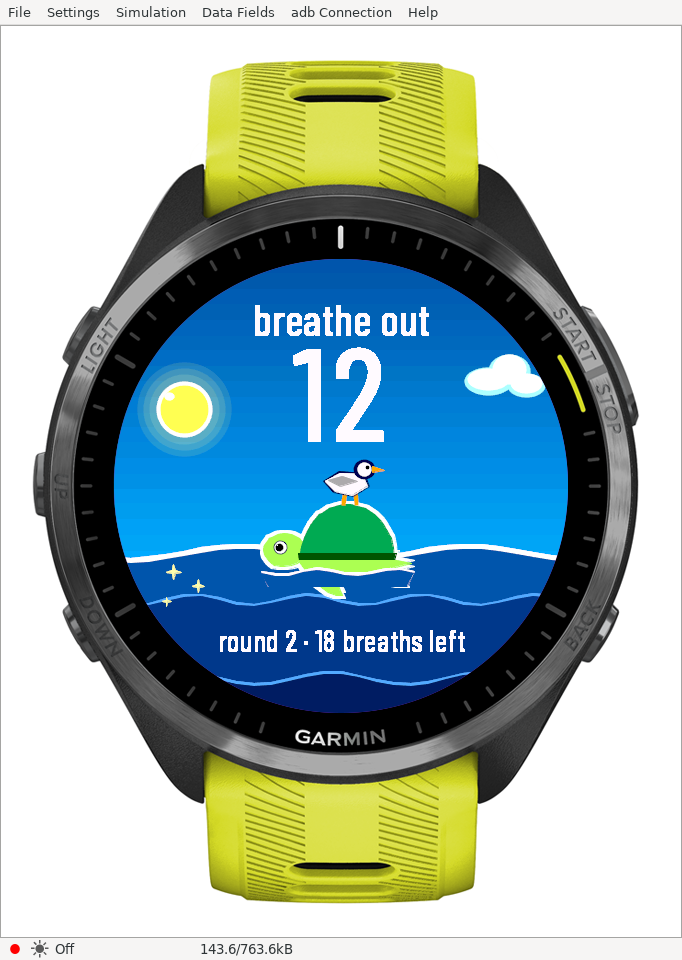 File Settings Simulation Data Fields adb Connection Help
breathe out
12
START
STOP
LIGHT
UP
DOWN
BACK
round 2 · 18 breaths left
GARMIN
Off 143.6/763.6kB